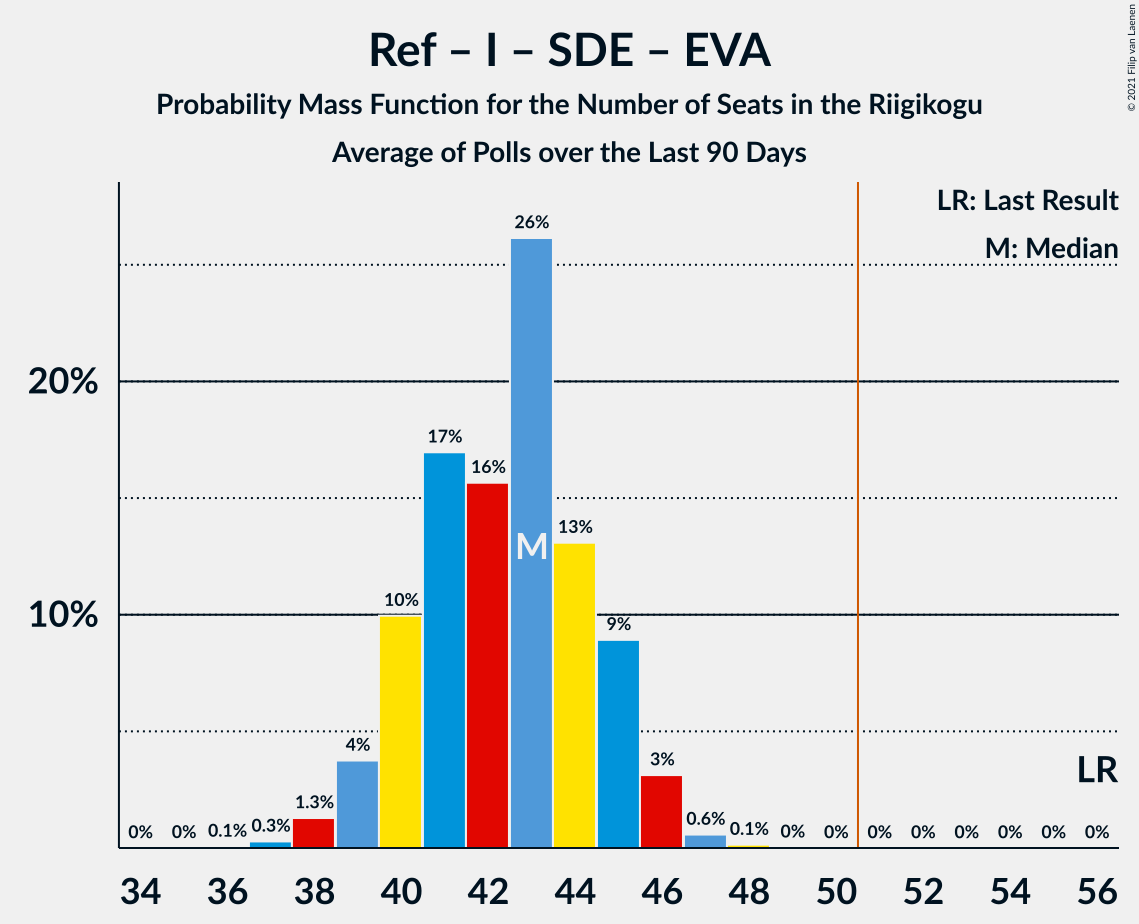 Ref – I – SDE – EVA
Probability Mass Function for the Number of Seats in the Riigikogu
Average of Polls over the Last 90 Days
© 2021 Filip van Laenen
LR: Last Result
M: Median
20%
10%
0%
0%
0.1%
0.3%
1.3%
4%
10%
17%
16%
26%
13%
9%
3%
0.6%
0.1%
0%
0%
0%
0%
0%
0%
0%
0%
M
LR
34 36 38 40 42 44 46 48 50 52 54 56